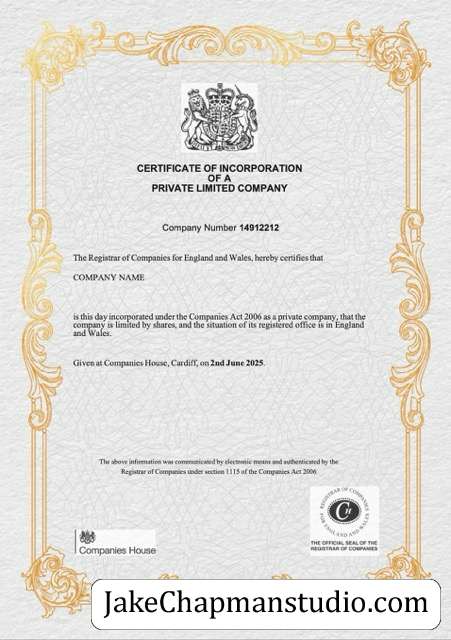 CERTIFICATE OF INCORPORATION
OF A
PRIVATE LIMITED COMPANY
Company Number 14912212
The Registrar of Companies for England and Wales, hereby certifies that
COMPANY NAME
is this day incorporated under the Companies Act 2006 as a private company, that the
company is limited by shares, and the situation of its registered office is in England
and Wales.
Given at Companies House, Cardiff, on 2nd June 2025.
The above information was communicated by electronic means and authenticated by the
Registrar of Companies under section 1115 of the Companies Act 2006
REGISTRAR OF COMPANIES
FOR ENGLAND AND WALES
CH
Companies House
THE OFFICIAL SEAL OF THE
REGISTRAR OF COMPANIES
JakeChapmanstudio.com